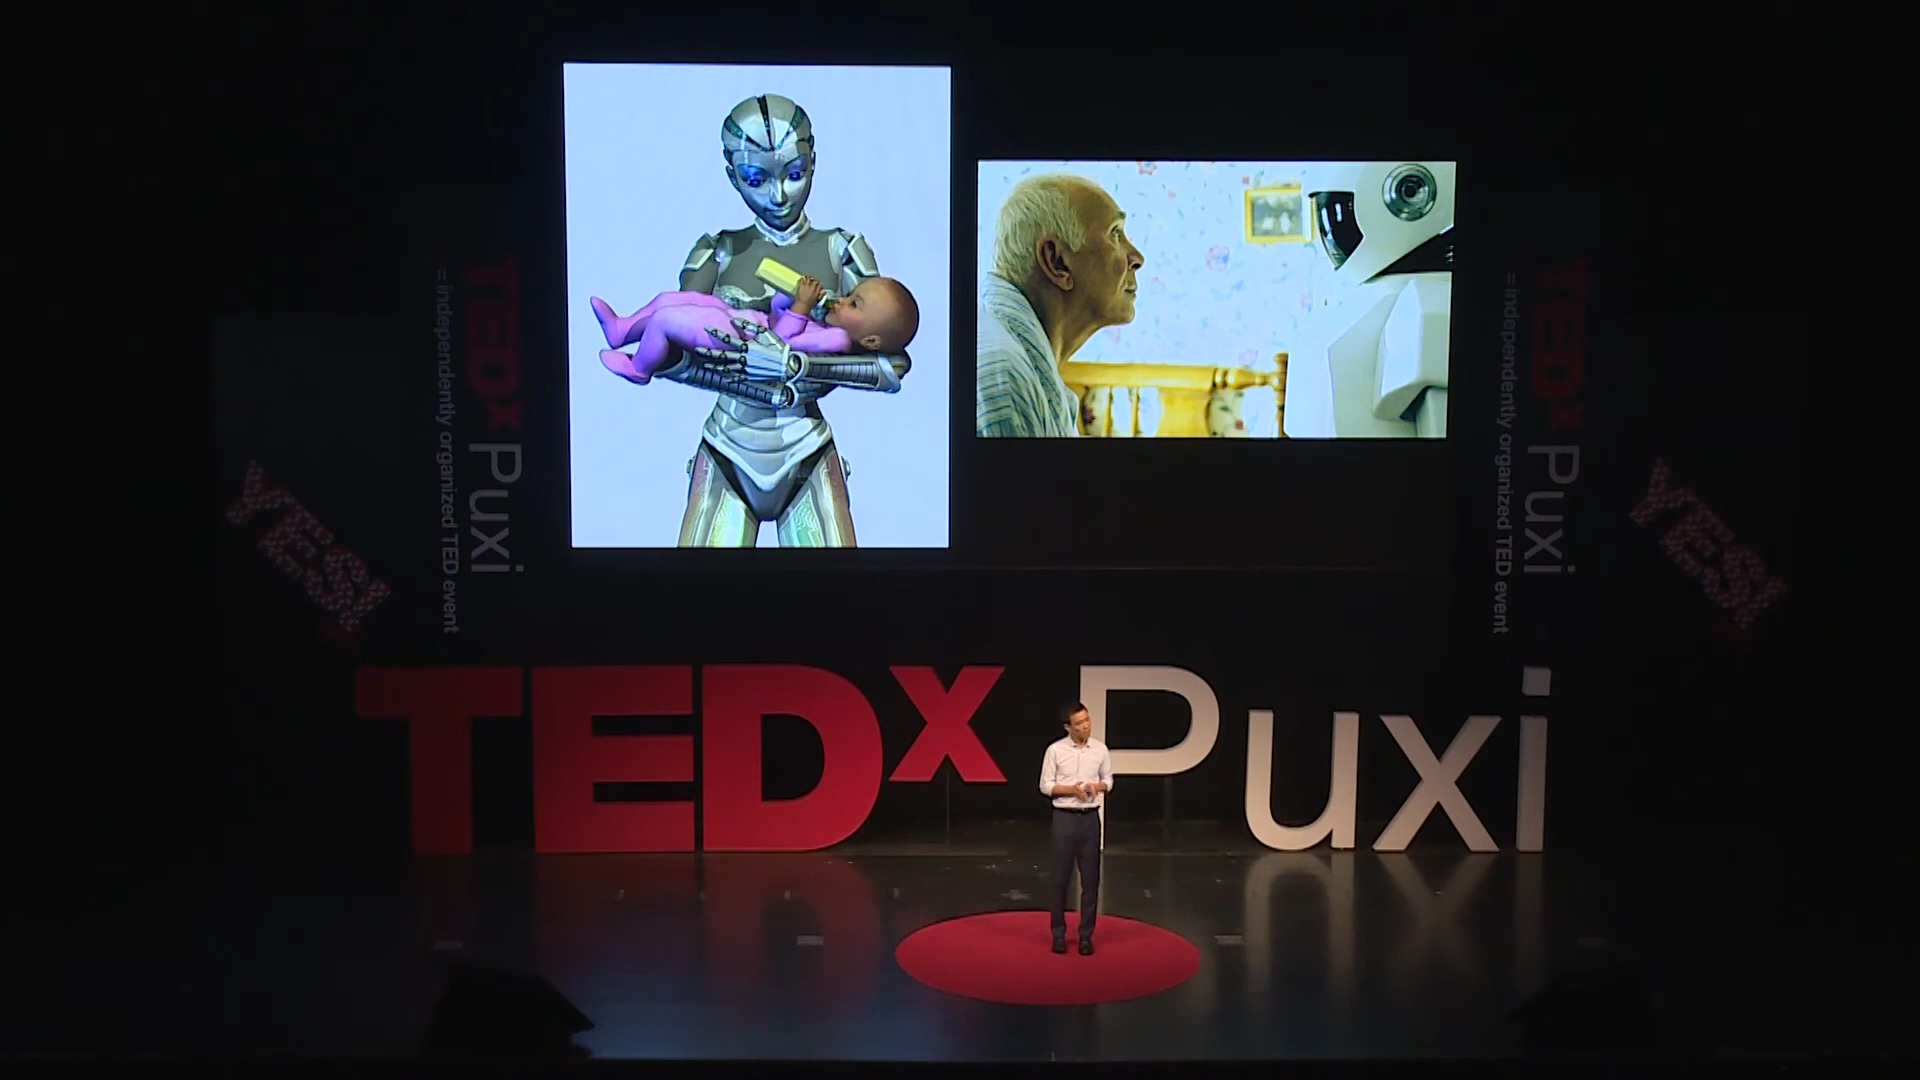 TEDx Puxi
= independently organized TED event
YES!
TEDx Puxi
= independently organized TED event
YES!
TEDx Puxi